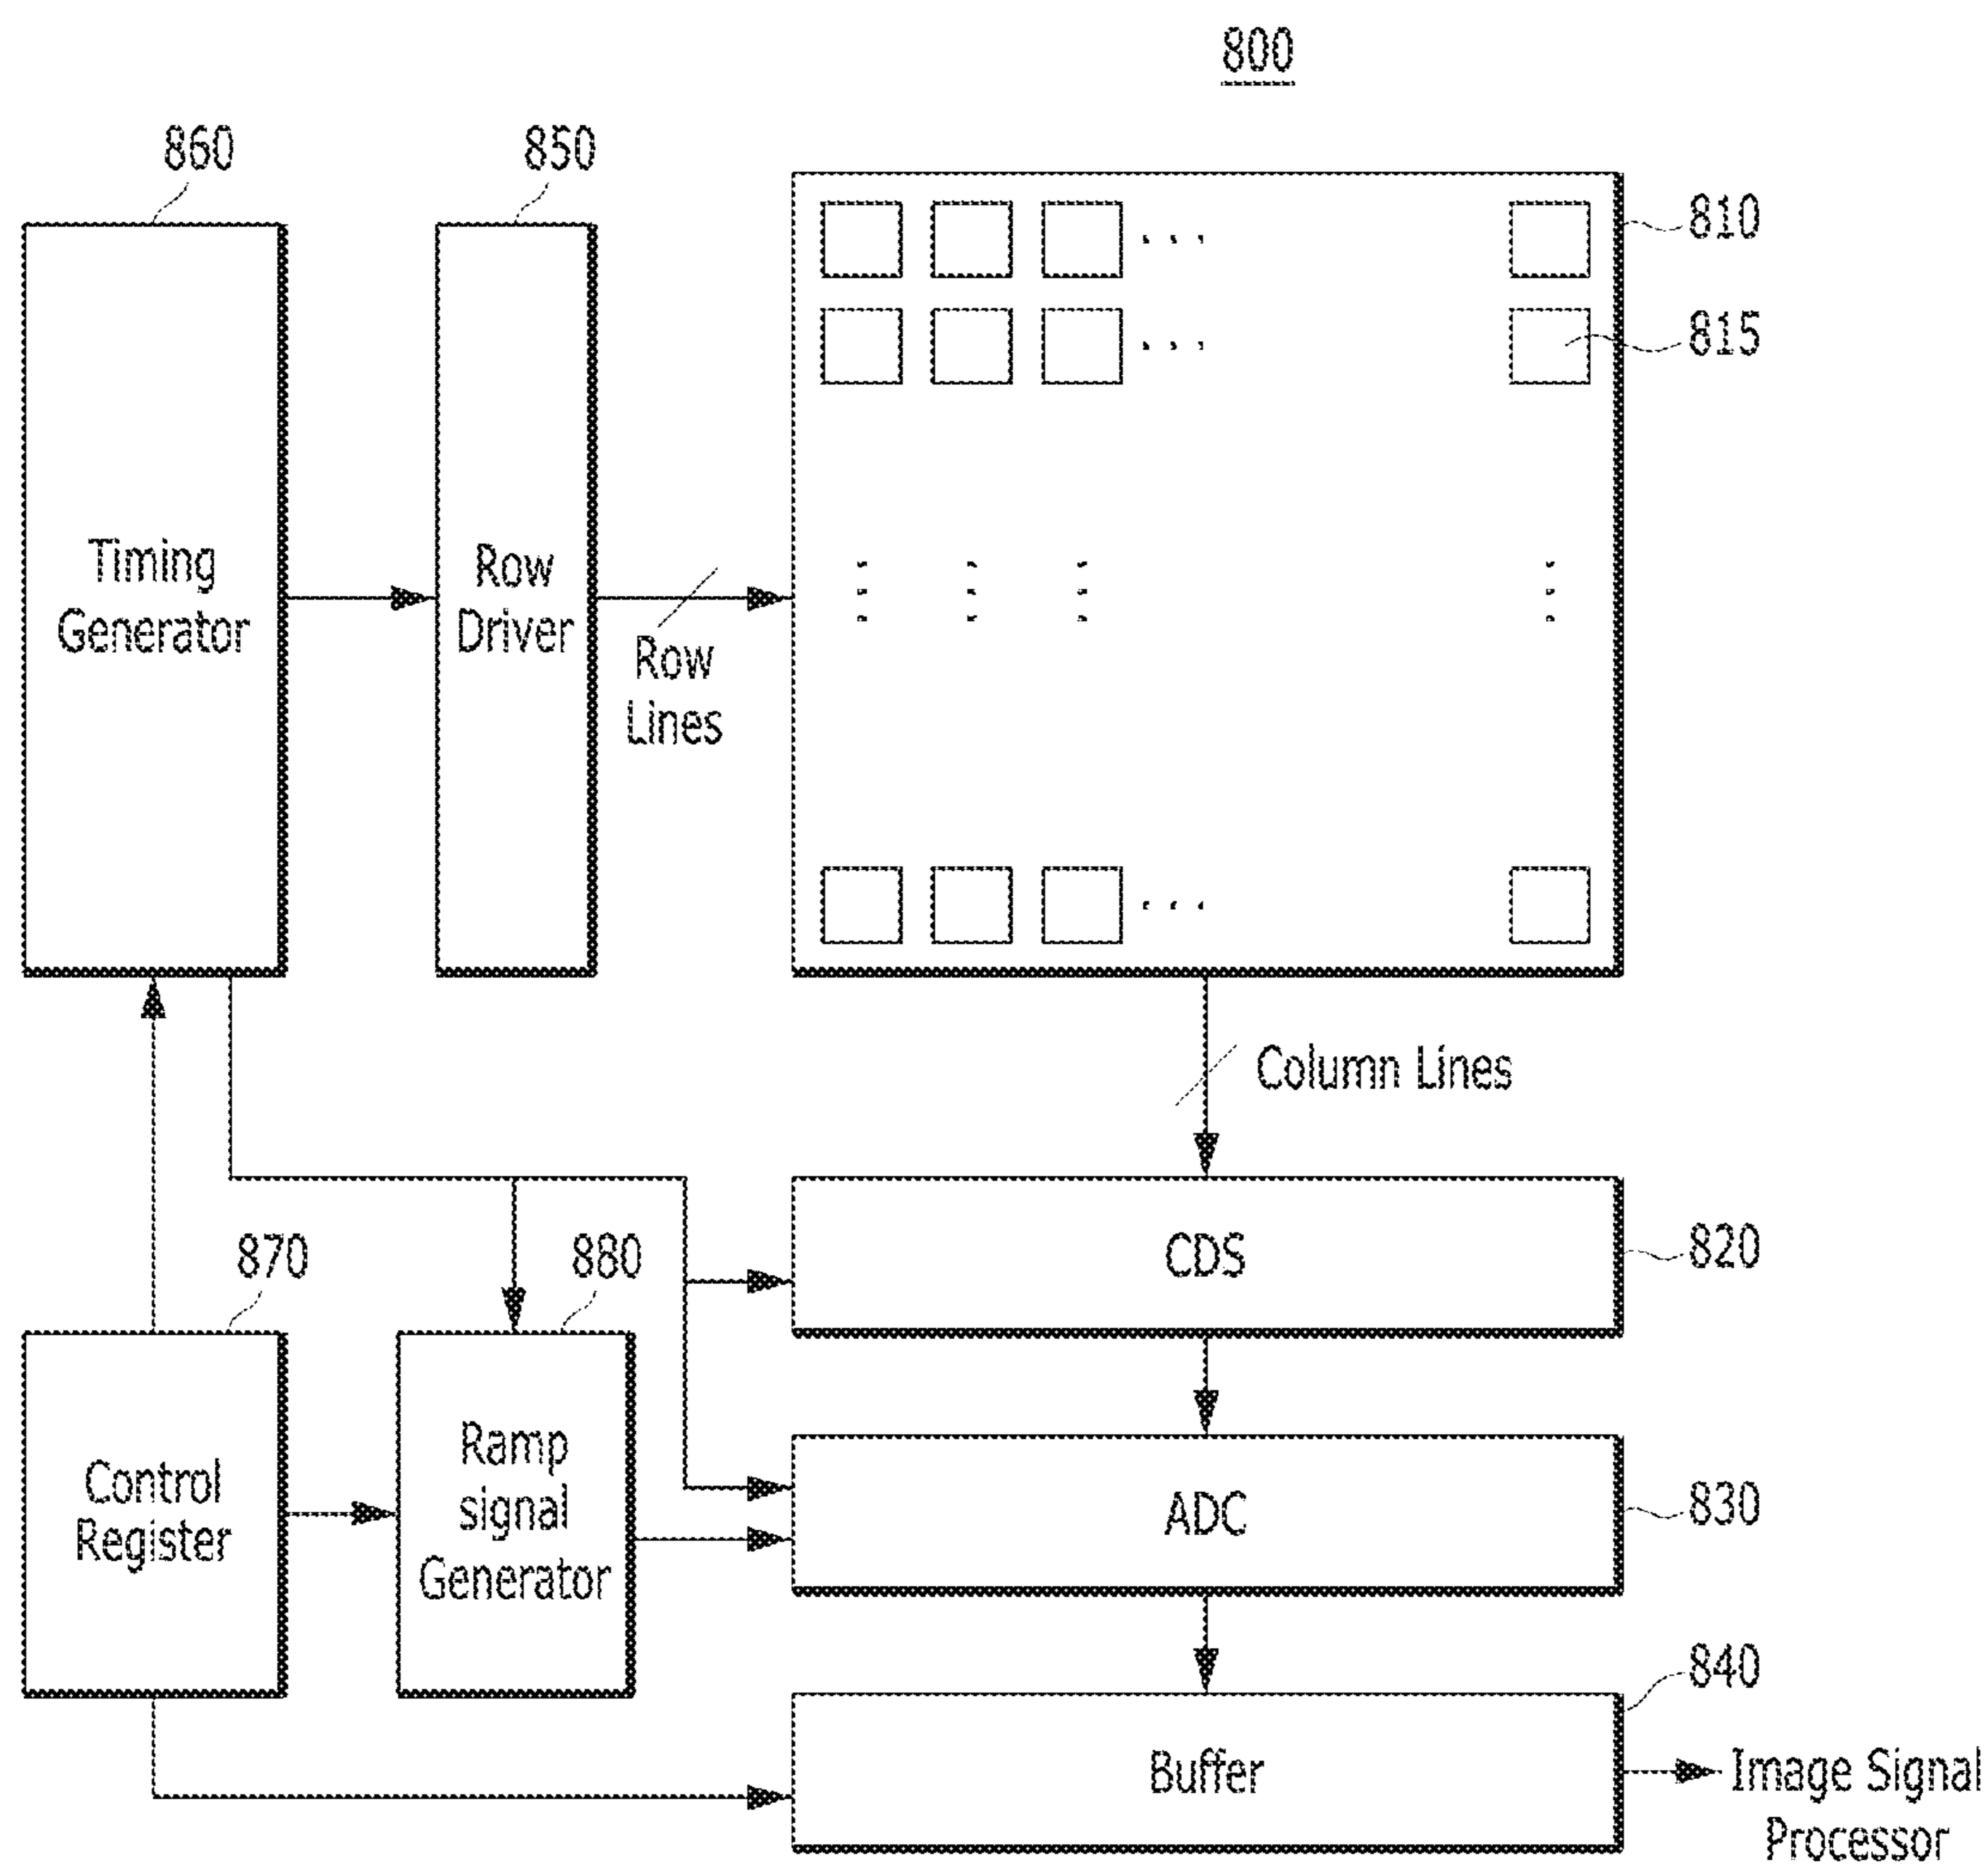 800
860
850
810
815
Timing
Generator
Row
Driver
Row
Lines
Column Lines
CDS
820
870
880
Control
Register
Ramp
signal
Generator
ADC
830
840
Buffer
Image Signal
Processor